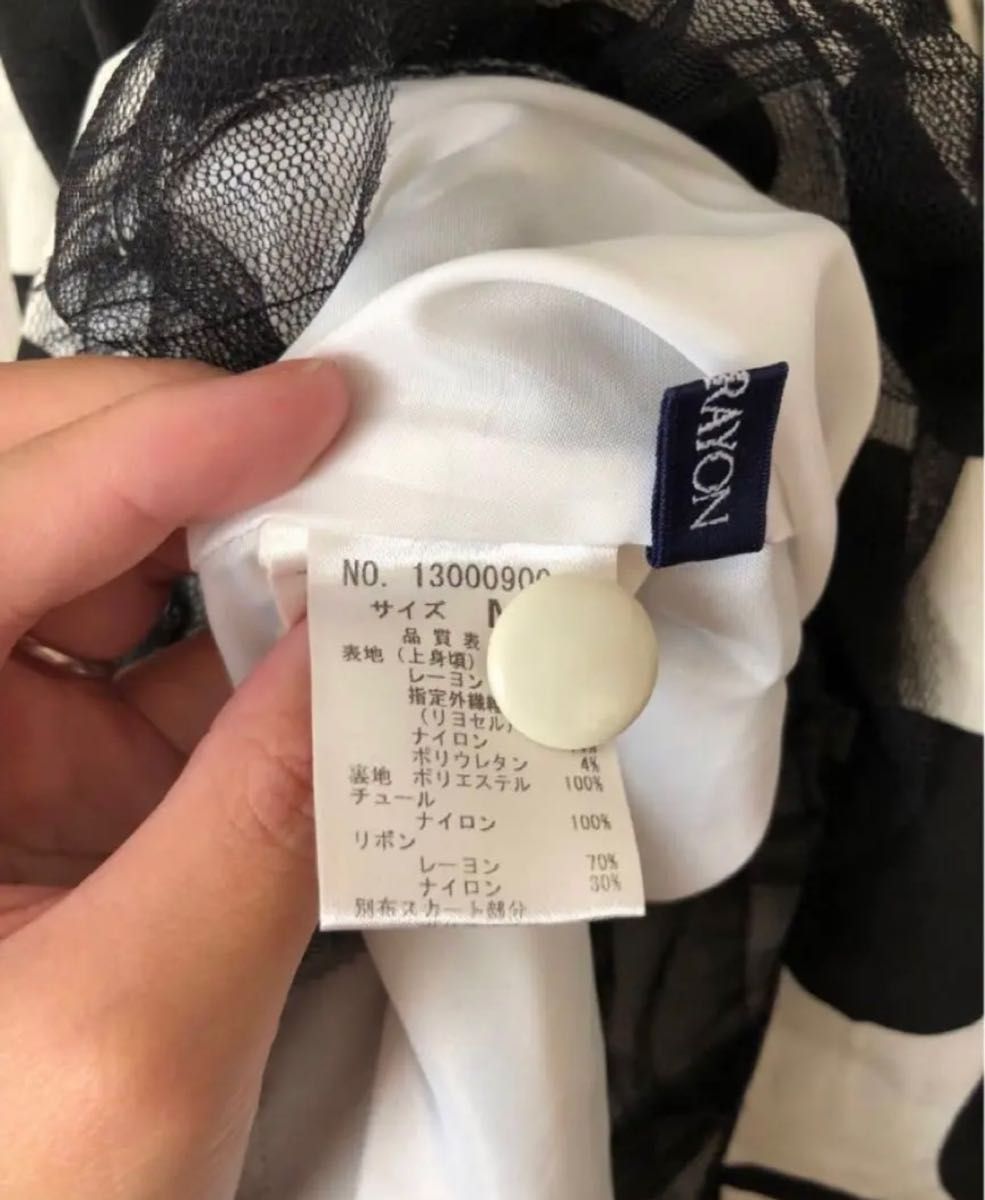 RAYON
NO. 13000900
サイズ
品質表
表地(上身頃)
レーヨン
指定外繊維
(リヨセル)
ナイロン
ポリウレタン 4%
裏地 ポリエステル 100%
チュール
ナイロン 100%
リボン
レーヨン 70%
ナイロン 30%
別布スカート部分